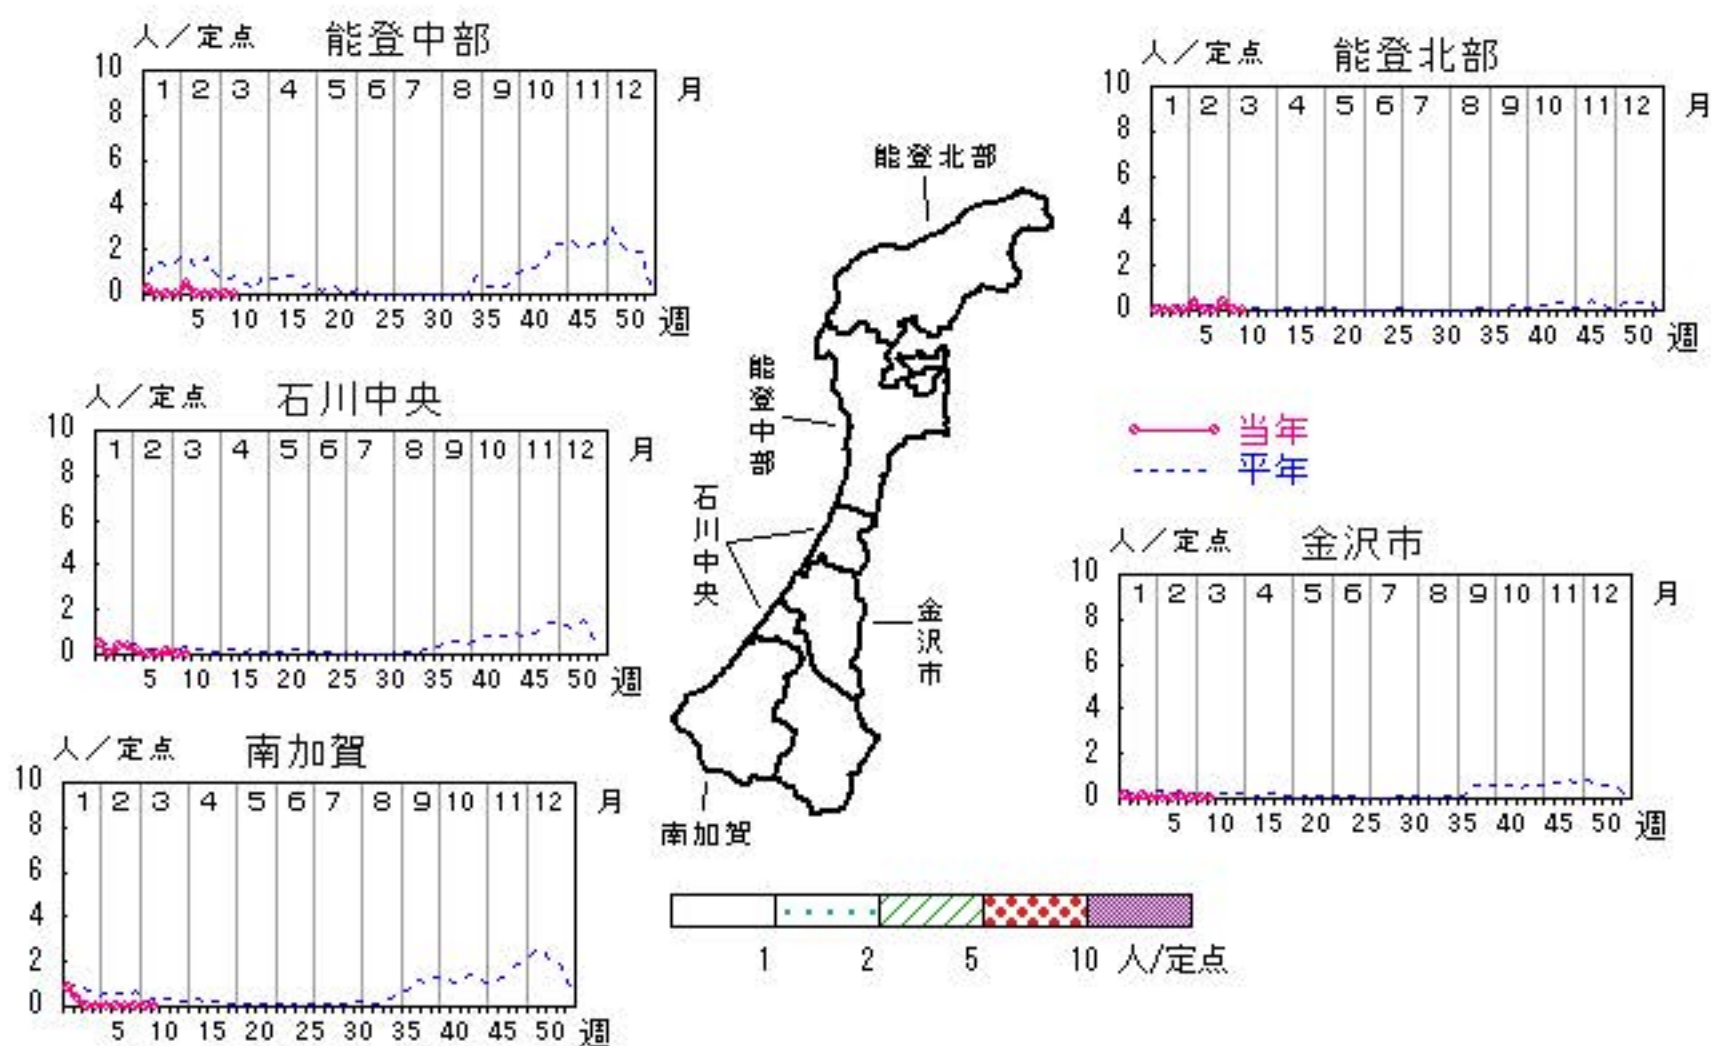 人／定点 能登中部
10 8 6 4 2 0
1 2 3 4 5 6 7 8 9 10 11 12 月
5 10 15 20 25 30 35 40 45 50 週
人／定点 能登北部
10 8 6 4 2 0
1 2 3 4 5 6 7 8 9 10 11 12 月
5 10 15 20 25 30 35 40 45 50 週
人／定点 石川中央
10 8 6 4 2 0
1 2 3 4 5 6 7 8 9 10 11 12 月
5 10 15 20 25 30 35 40 45 50 週
能登北部
能登中部
石川中央
金沢市
南加賀
当年
平年
人／定点 金沢市
10 8 6 4 2 0
1 2 3 4 5 6 7 8 9 10 11 12 月
5 10 15 20 25 30 35 40 45 50 週
人／定点 南加賀
10 8 6 4 2 0
1 2 3 4 5 6 7 8 9 10 11 12 月
5 10 15 20 25 30 35 40 45 50 週
1 2 5 10 人/定点